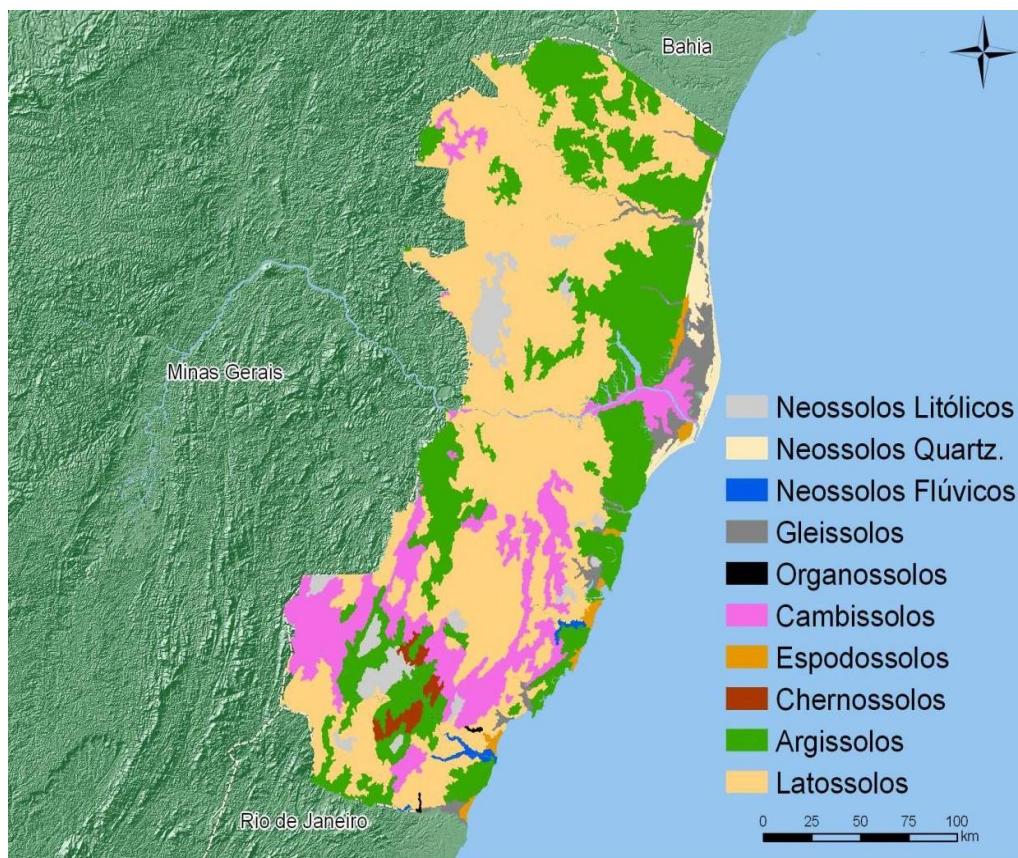 Bahia
Minas Gerais
Rio de Janeiro
Neossolos Litólicos
Neossolos Quartz.
Neossolos Flúvicos
Gleissolos
Organossolos
Cambissolos
Espodossolos
Chernossolos
Argissolos
Latossolos
0 25 50 75 100
km